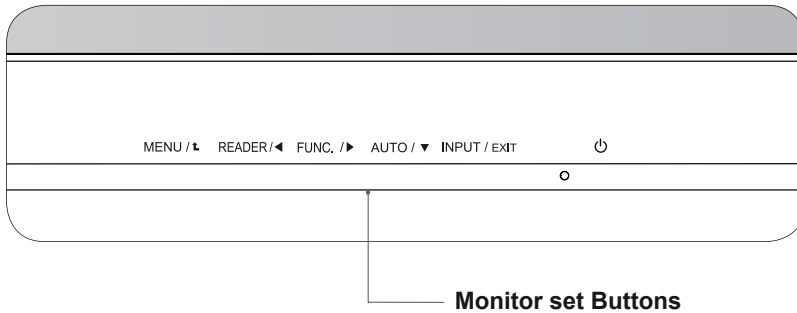 MENU / ⮤ READER / ◀ FUNC. / ▶ AUTO / ▼ INPUT / EXIT
Monitor set Buttons